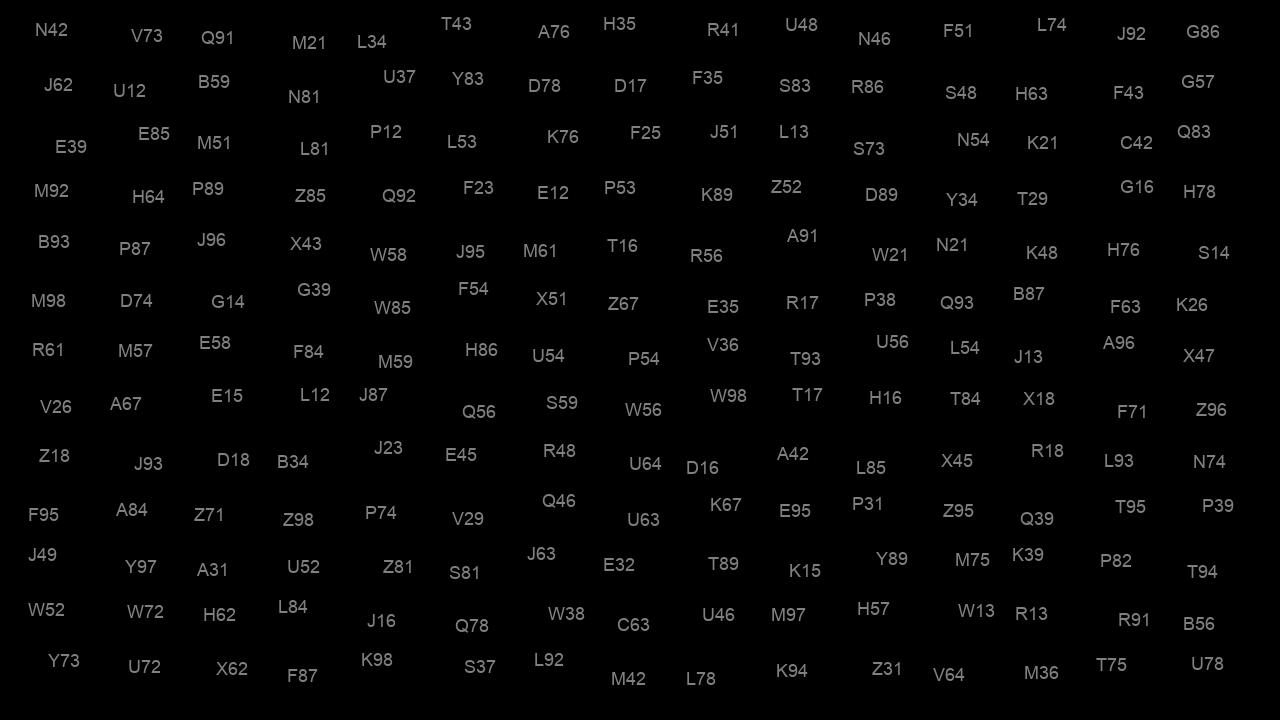 N42 V73 Q91 M21 L34 T43 A76 H35 R41 U48 N46 F51 L74 J92 G86
J62 U12 B59 N81 U37 Y83 D78 D17 F35 S83 R86 S48 H63 F43 G57
E39 E85 M51 L81 P12 L53 K76 F25 J51 L13 S73 N54 K21 C42 Q83
M92 H64 P89 Z85 Q92 F23 E12 P53 K89 Z52 D89 Y34 T29 G16 H78
B93 P87 J96 X43 W58 J95 M61 T16 R56 A91 W21 N21 K48 H76 S14
M98 D74 G14 G39 W85 F54 X51 Z67 E35 R17 P38 Q93 B87 F63 K26
R61 M57 E58 F84 M59 H86 U54 P54 V36 T93 U56 L54 J13 A96 X47
V26 A67 E15 L12 J87 Q56 S59 W56 W98 T17 H16 T84 X18 F71 Z96
Z18 J93 D18 B34 J23 E45 R48 U64 D16 A42 L85 X45 R18 L93 N74
F95 A84 Z71 Z98 P74 V29 Q46 U63 K67 E95 P31 Z95 Q39 T95 P39
J49 Y97 A31 U52 Z81 S81 J63 E32 T89 K15 Y89 M75 K39 P82 T94
W52 W72 H62 L84 J16 Q78 W38 C63 U46 M97 H57 W13 R13 R91 B56
Y73 U72 X62 F87 K98 S37 L92 M42 L78 K94 Z31 V64 M36 T75 U78